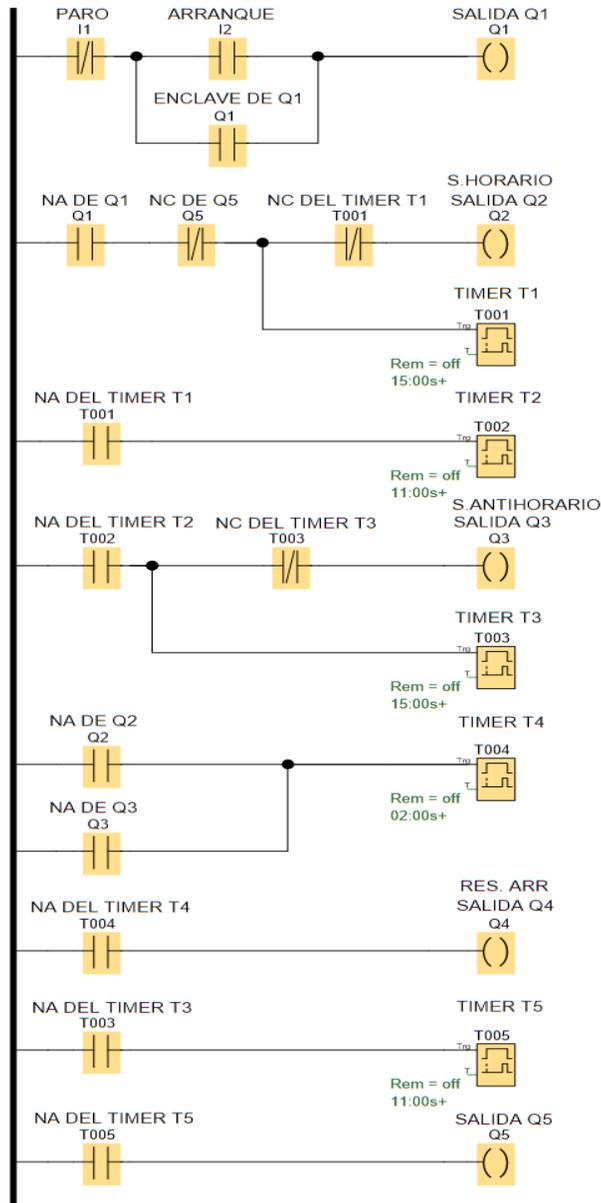 PARO
I1
ARRANQUE
I2
SALIDA Q1
Q1
ENCLAVE DE Q1
Q1
NA DE Q1
Q1
NC DE Q5
Q5
NC DEL TIMER T1
T001
S.HORARIO
SALIDA Q2
Q2
TIMER T1
T001
Trg
T
Rem = off
15:00s+
NA DEL TIMER T1
T001
TIMER T2
T002
Trg
T
Rem = off
11:00s+
NA DEL TIMER T2
T002
NC DEL TIMER T3
T003
S.ANTIHORARIO
SALIDA Q3
Q3
TIMER T3
T003
Trg
T
Rem = off
15:00s+
NA DE Q2
Q2
TIMER T4
T004
Trg
T
Rem = off
02:00s+
NA DE Q3
Q3
RES. ARR
SALIDA Q4
Q4
NA DEL TIMER T4
T004
NA DEL TIMER T3
T003
TIMER T5
T005
Trg
T
Rem = off
11:00s+
NA DEL TIMER T5
T005
SALIDA Q5
Q5